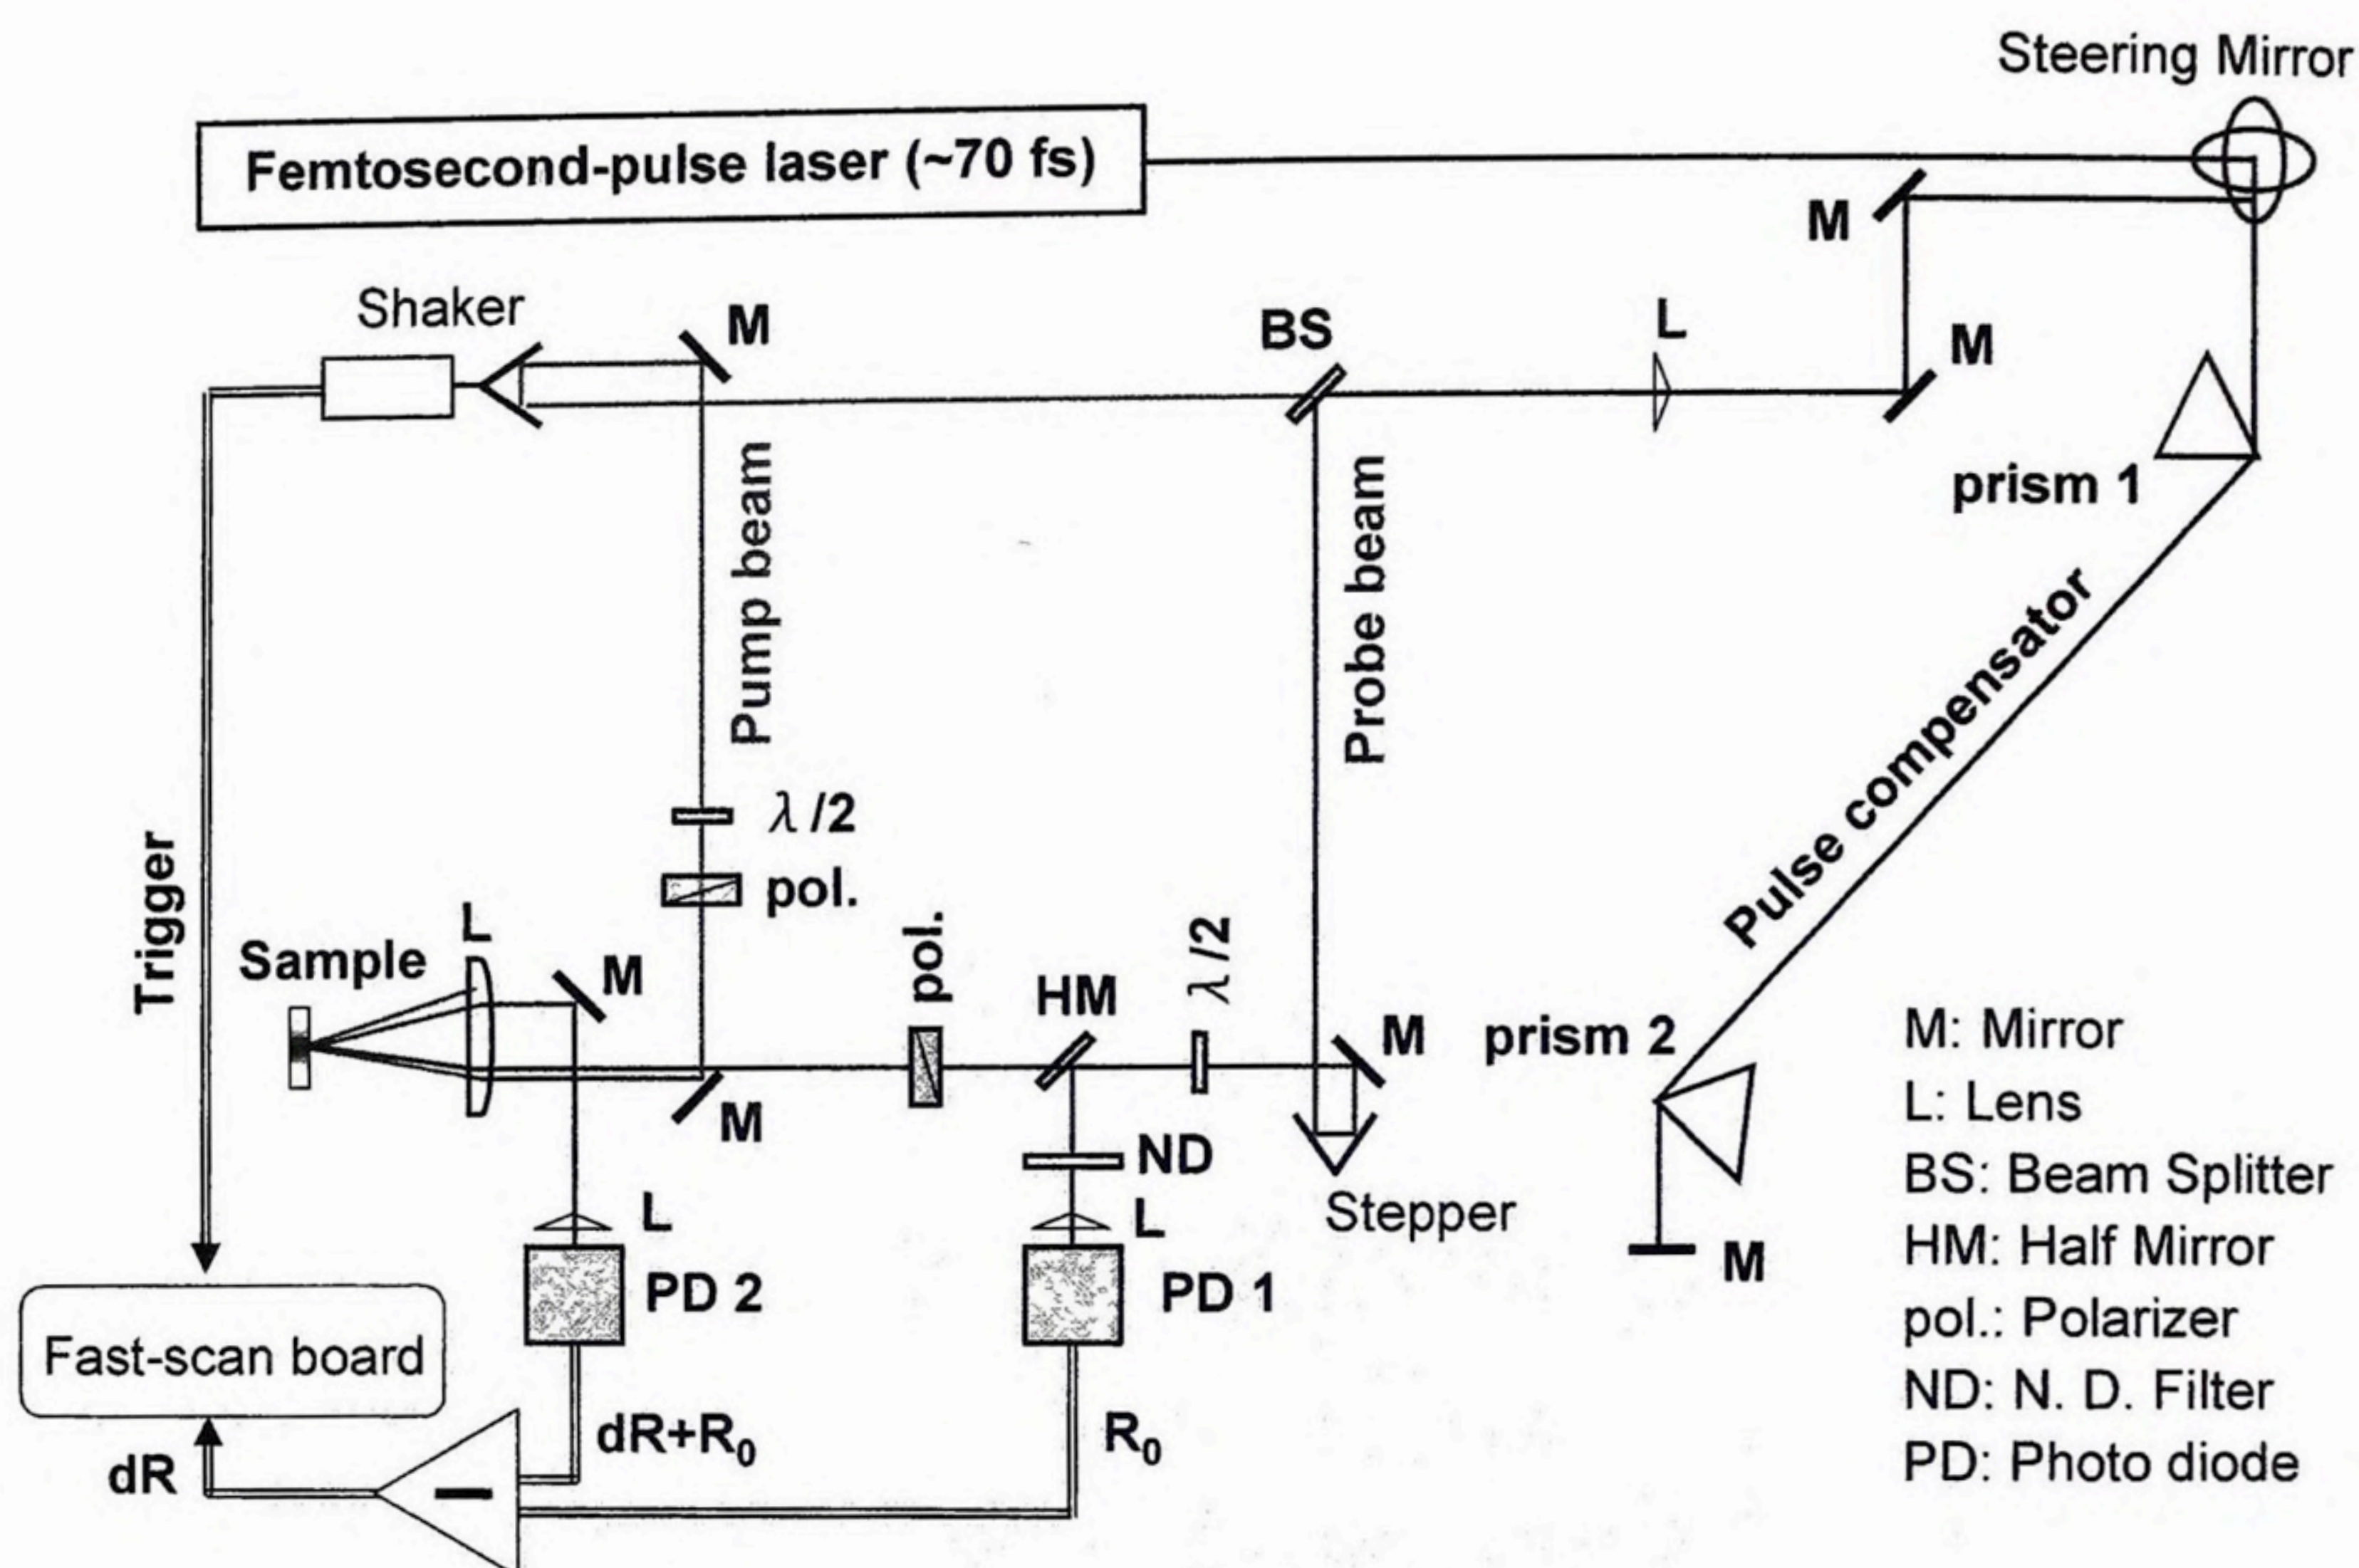 Steering Mirror
Femtosecond-pulse laser (~70 fs)
M
Shaker
M
BS
L
M
prism 1
Pump beam
Probe beam
Pulse compensator
λ/2
pol.
Trigger
Sample
L
M
pol.
HM
λ/2
M
prism 2
M
ND
L
L
Stepper
PD 2
PD 1
M
Fast-scan board
dR+R₀
R₀
dR
−
M: Mirror
L: Lens
BS: Beam Splitter
HM: Half Mirror
pol.: Polarizer
ND: N. D. Filter
PD: Photo diode